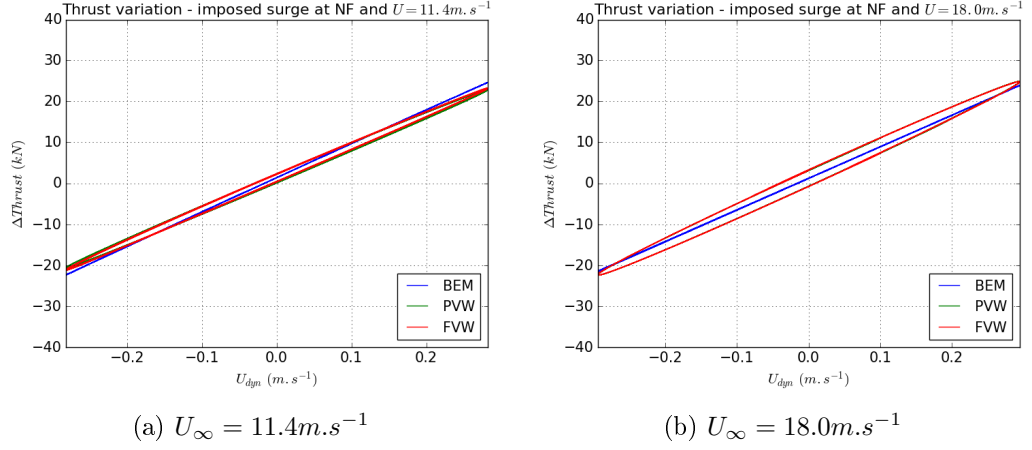 Thrust variation - imposed surge at NF and U = 11.4m.s⁻¹
40
30
20
10
0
−10
−20
−30
−40
ΔThrust (kN)
−0.2 −0.1 0.0 0.1 0.2
U_dyn (m.s⁻¹)
BEM
PVW
FVW
(a) U_∞ = 11.4m.s⁻¹
Thrust variation - imposed surge at NF and U = 18.0m.s⁻¹
40
30
20
10
0
−10
−20
−30
−40
ΔThrust (kN)
−0.2 −0.1 0.0 0.1 0.2
U_dyn (m.s⁻¹)
BEM
PVW
FVW
(b) U_∞ = 18.0m.s⁻¹